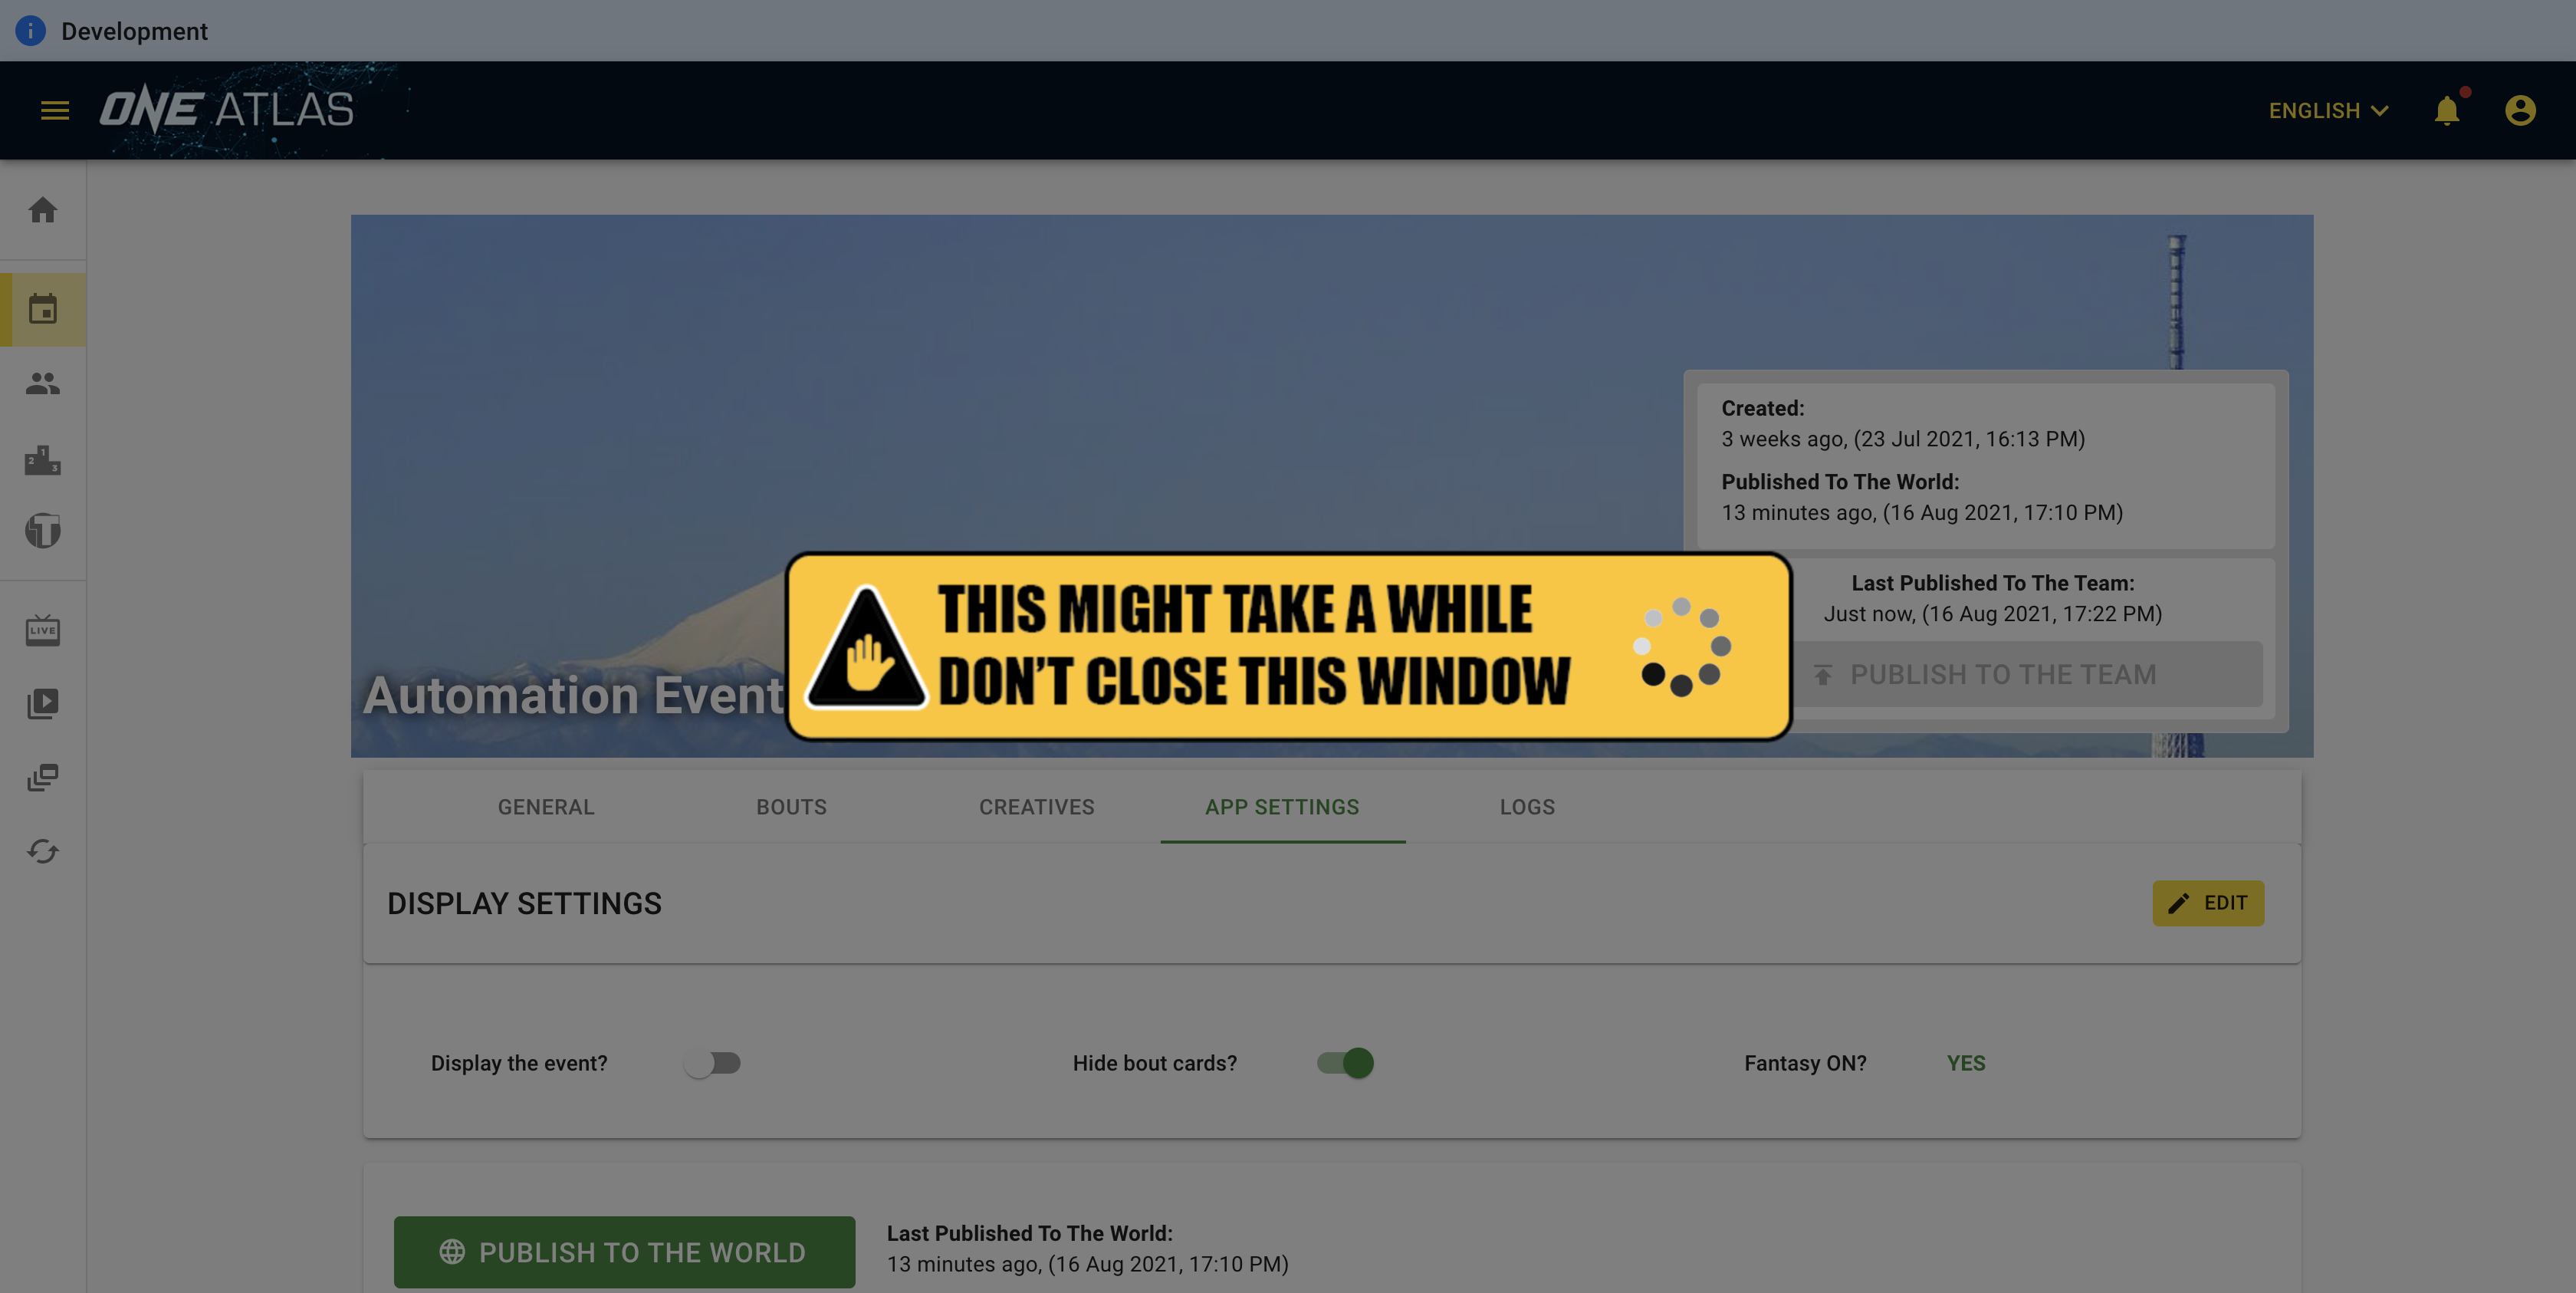 Development
ONE ATLAS
ENGLISH
Created:
3 weeks ago, (23 Jul 2021, 16:13 PM)
Published To The World:
13 minutes ago, (16 Aug 2021, 17:10 PM)
Last Published To The Team:
Just now, (16 Aug 2021, 17:22 PM)
PUBLISH TO THE TEAM
THIS MIGHT TAKE A WHILE
DON'T CLOSE THIS WINDOW
Automation Event
1
2
3
T
LIVE
GENERAL BOUTS CREATIVES APP SETTINGS LOGS
DISPLAY SETTINGS
EDIT
Display the event? Hide bout cards? Fantasy ON? YES
PUBLISH TO THE WORLD
Last Published To The World:
13 minutes ago, (16 Aug 2021, 17:10 PM)